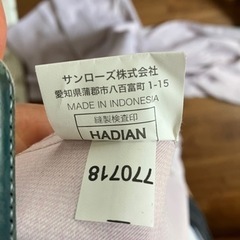 サンローズ株式会社
愛知県蒲郡市八百富町1-15
MADE IN INDONESIA
縫製検査印
HADIAN
770718